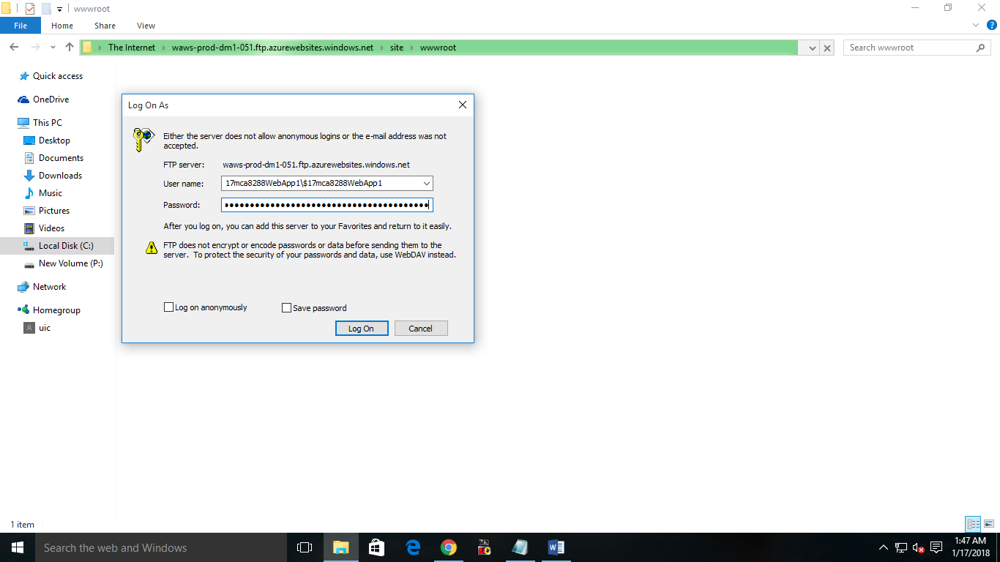 wwwroot
File Home Share View
The Internet waws-prod-dm1-051.ftp.azurewebsites.windows.net site wwwroot
Search wwwroot
Quick access
OneDrive
This PC
Desktop
Documents
Downloads
Music
Pictures
Videos
Local Disk (C:)
New Volume (P:)
Network
Homegroup
uic
Log On As
Either the server does not allow anonymous logins or the e-mail address was not
accepted.
FTP server: waws-prod-dm1-051.ftp.azurewebsites.windows.net
User name: 17mca8288WebApp1\$17mca8288WebApp1
Password:
After you log on, you can add this server to your Favorites and return to it easily.
FTP does not encrypt or encode passwords or data before sending them to the
server. To protect the security of your passwords and data, use WebDAV instead.
Log on anonymously Save password
Log On Cancel
1 item
Search the web and Windows
1:47 AM
1/17/2018